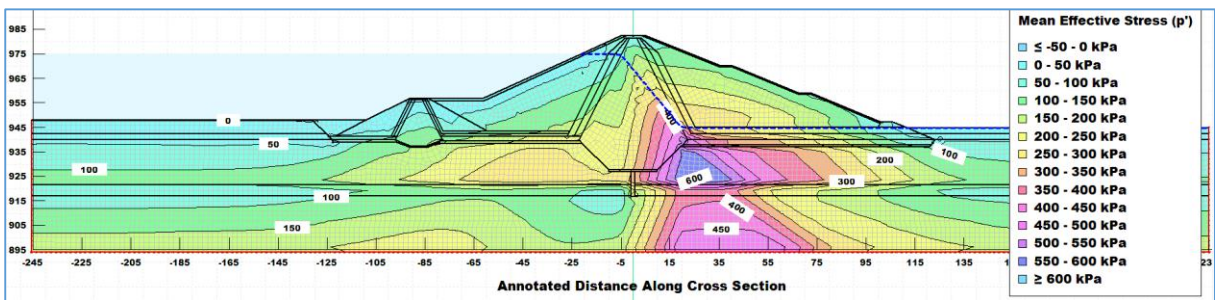 985
975
965
955
945
935
925
915
905
895
0
50
100
100
150
400
600
400
450
200
300
100
-245 -225 -205 -185 -165 -145 -125 -105 -85 -65 -45 -25 -5 15 35 55 75 95 115 135 15 23
Annotated Distance Along Cross Section
Mean Effective Stress (p')
≤ -50 - 0 kPa
0 - 50 kPa
50 - 100 kPa
100 - 150 kPa
150 - 200 kPa
200 - 250 kPa
250 - 300 kPa
300 - 350 kPa
350 - 400 kPa
400 - 450 kPa
450 - 500 kPa
500 - 550 kPa
550 - 600 kPa
≥ 600 kPa